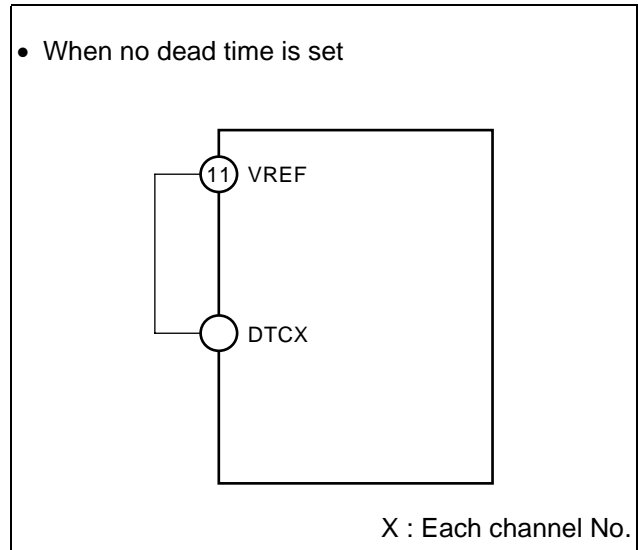 • When no dead time is set
11 VREF
DTCX
X : Each channel No.